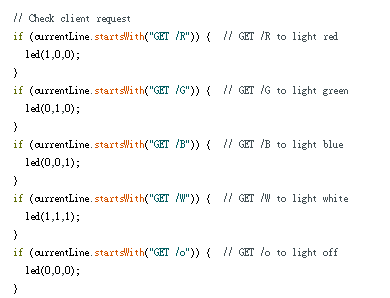 // Check client request
if (currentLine.startsWith("GET /R")) {  // GET /R to light red
  led(1,0,0);
}
if (currentLine.startsWith("GET /G")) {  // GET /G to light green
  led(0,1,0);
}
if (currentLine.startsWith("GET /B")) {  // GET /B to light blue
  led(0,0,1);
}
if (currentLine.startsWith("GET /W")) {  // GET /W to light white
  led(1,1,1);
}
if (currentLine.startsWith("GET /o")) {  // GET /o to light off
  led(0,0,0);
}